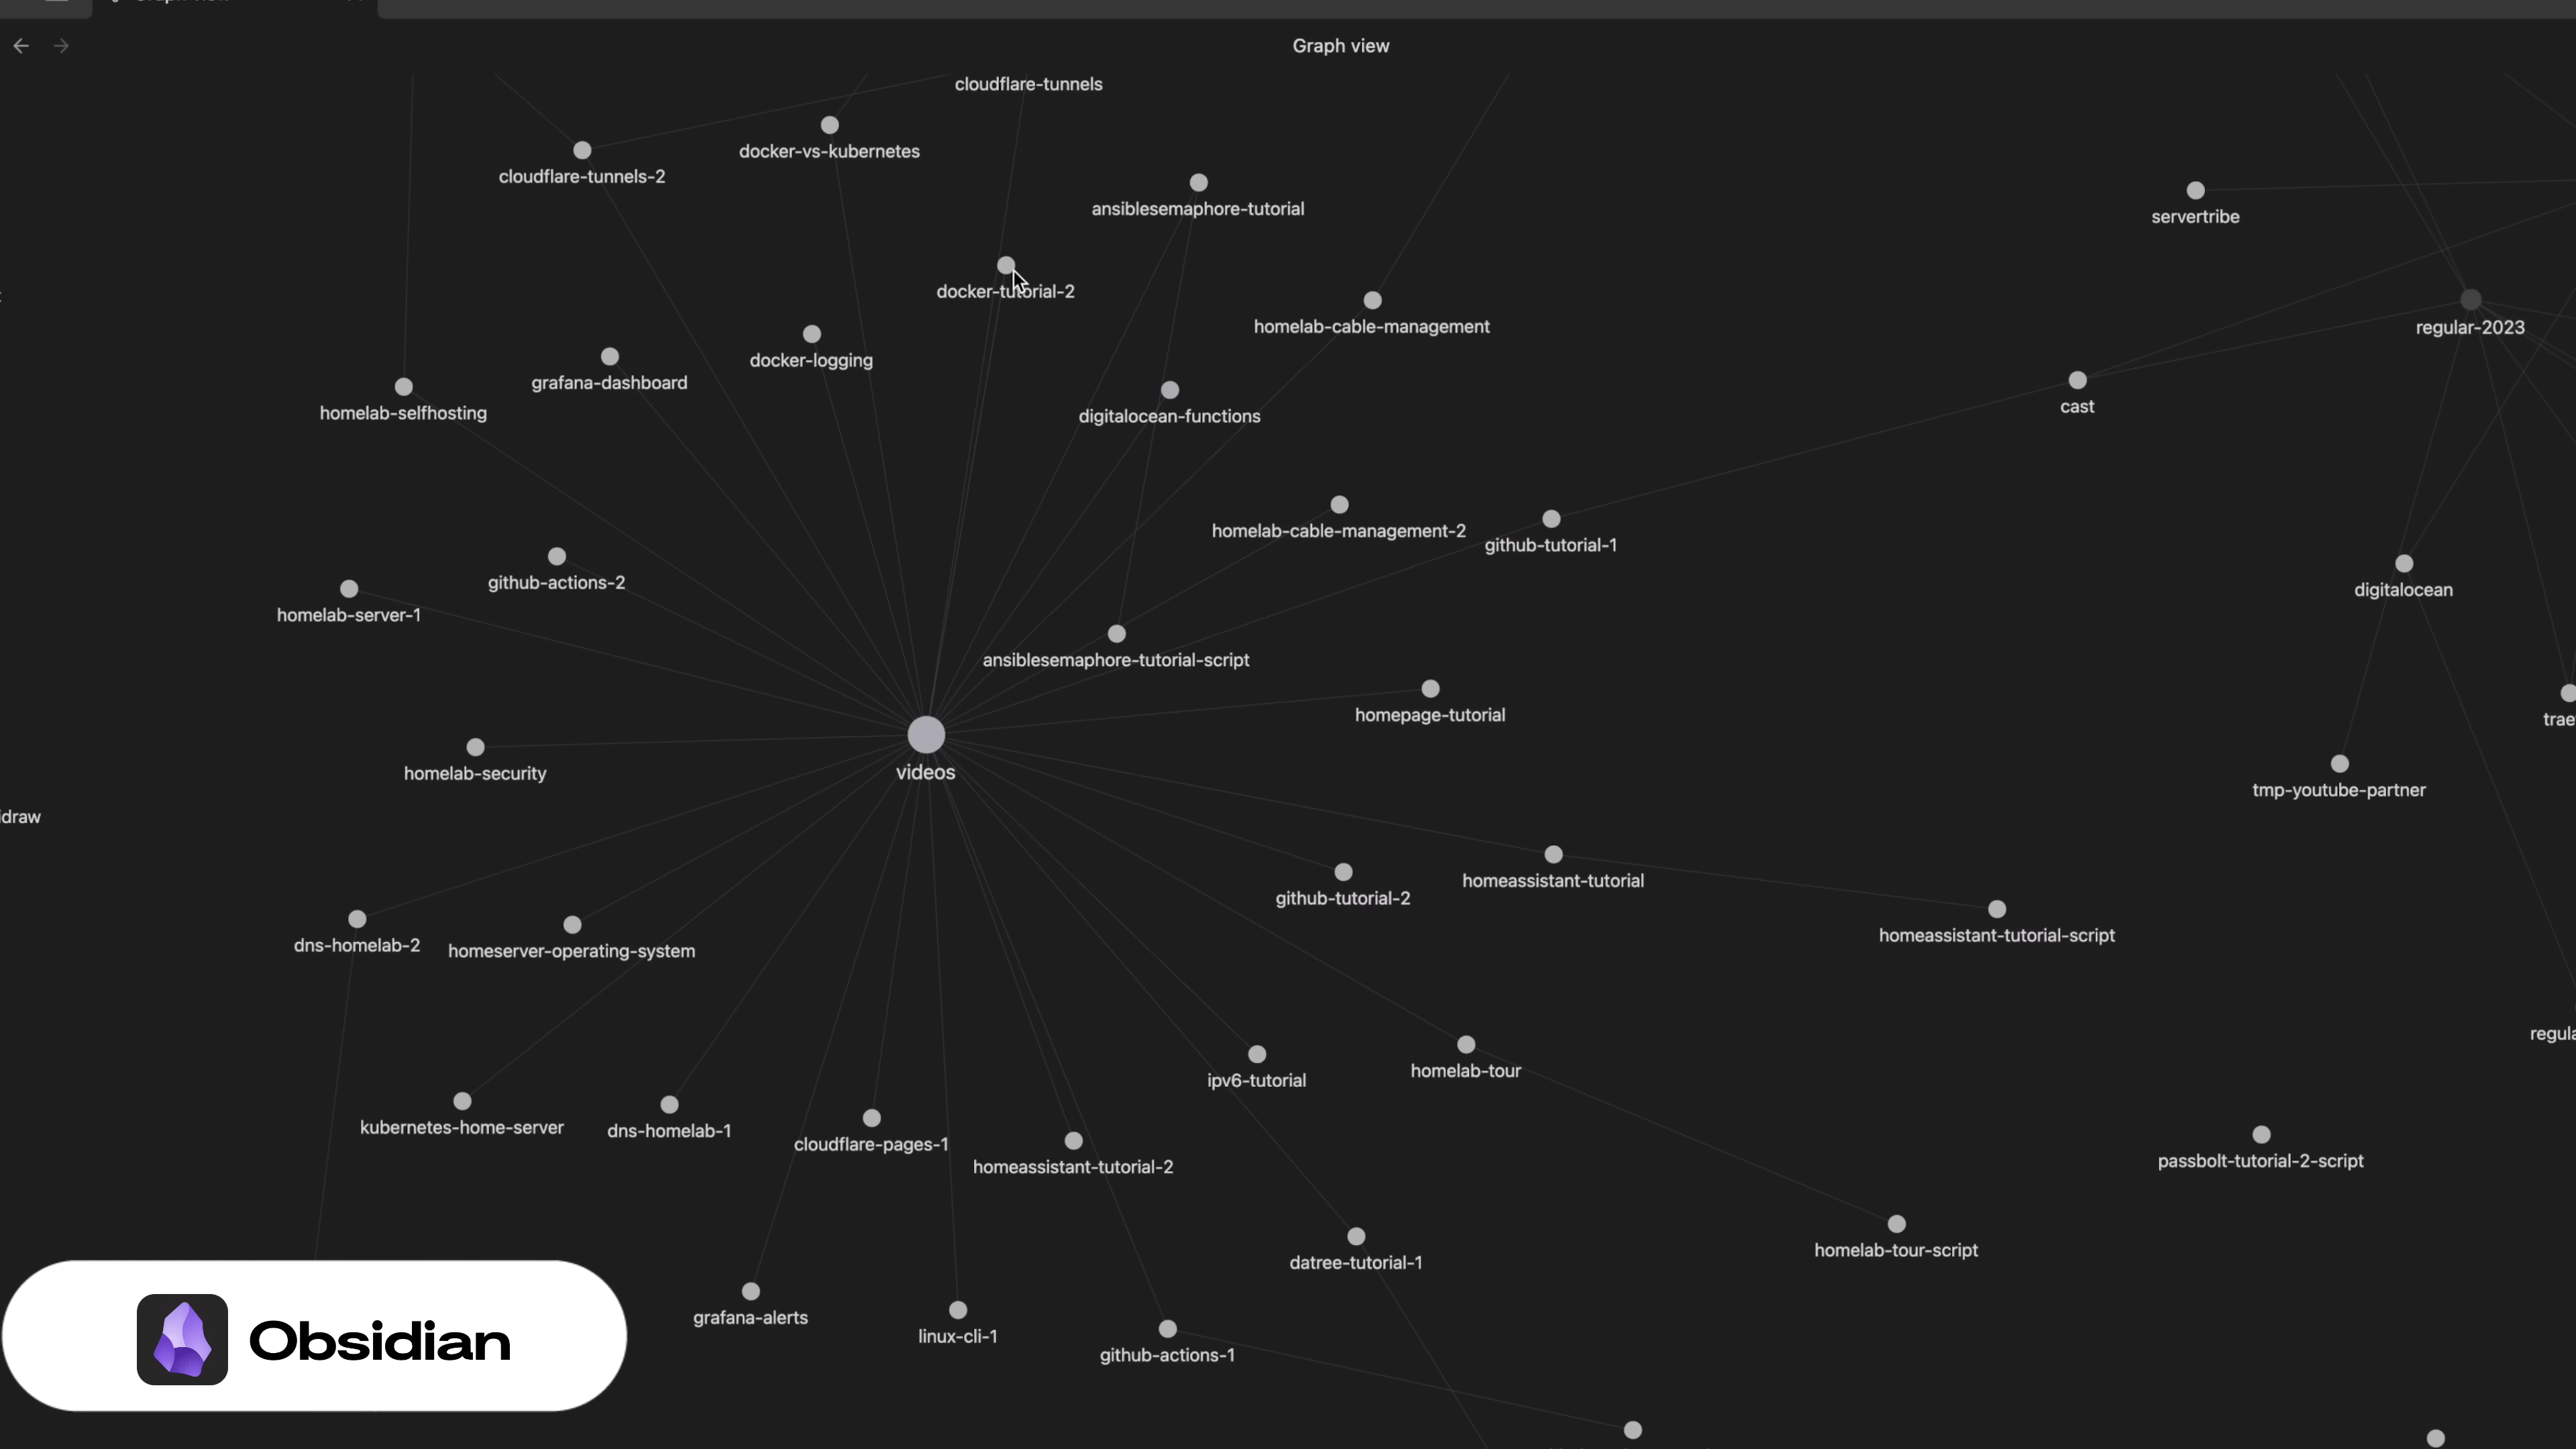 Graph view
cloudflare-tunnels
docker-vs-kubernetes
cloudflare-tunnels-2
ansiblesemaphore-tutorial
servertribe
docker-tutorial-2
homelab-cable-management
regular-2023
docker-logging
grafana-dashboard
cast
homelab-selfhosting
digitalocean-functions
homelab-cable-management-2
github-tutorial-1
github-actions-2
digitalocean
homelab-server-1
ansiblesemaphore-tutorial-script
homepage-tutorial
trae
videos
homelab-security
tmp-youtube-partner
idraw
homeassistant-tutorial
github-tutorial-2
homeassistant-tutorial-script
dns-homelab-2
homeserver-operating-system
regula
homelab-tour
ipv6-tutorial
kubernetes-home-server
dns-homelab-1
cloudflare-pages-1
passbolt-tutorial-2-script
homeassistant-tutorial-2
homelab-tour-script
datree-tutorial-1
grafana-alerts
linux-cli-1
github-actions-1
Obsidian